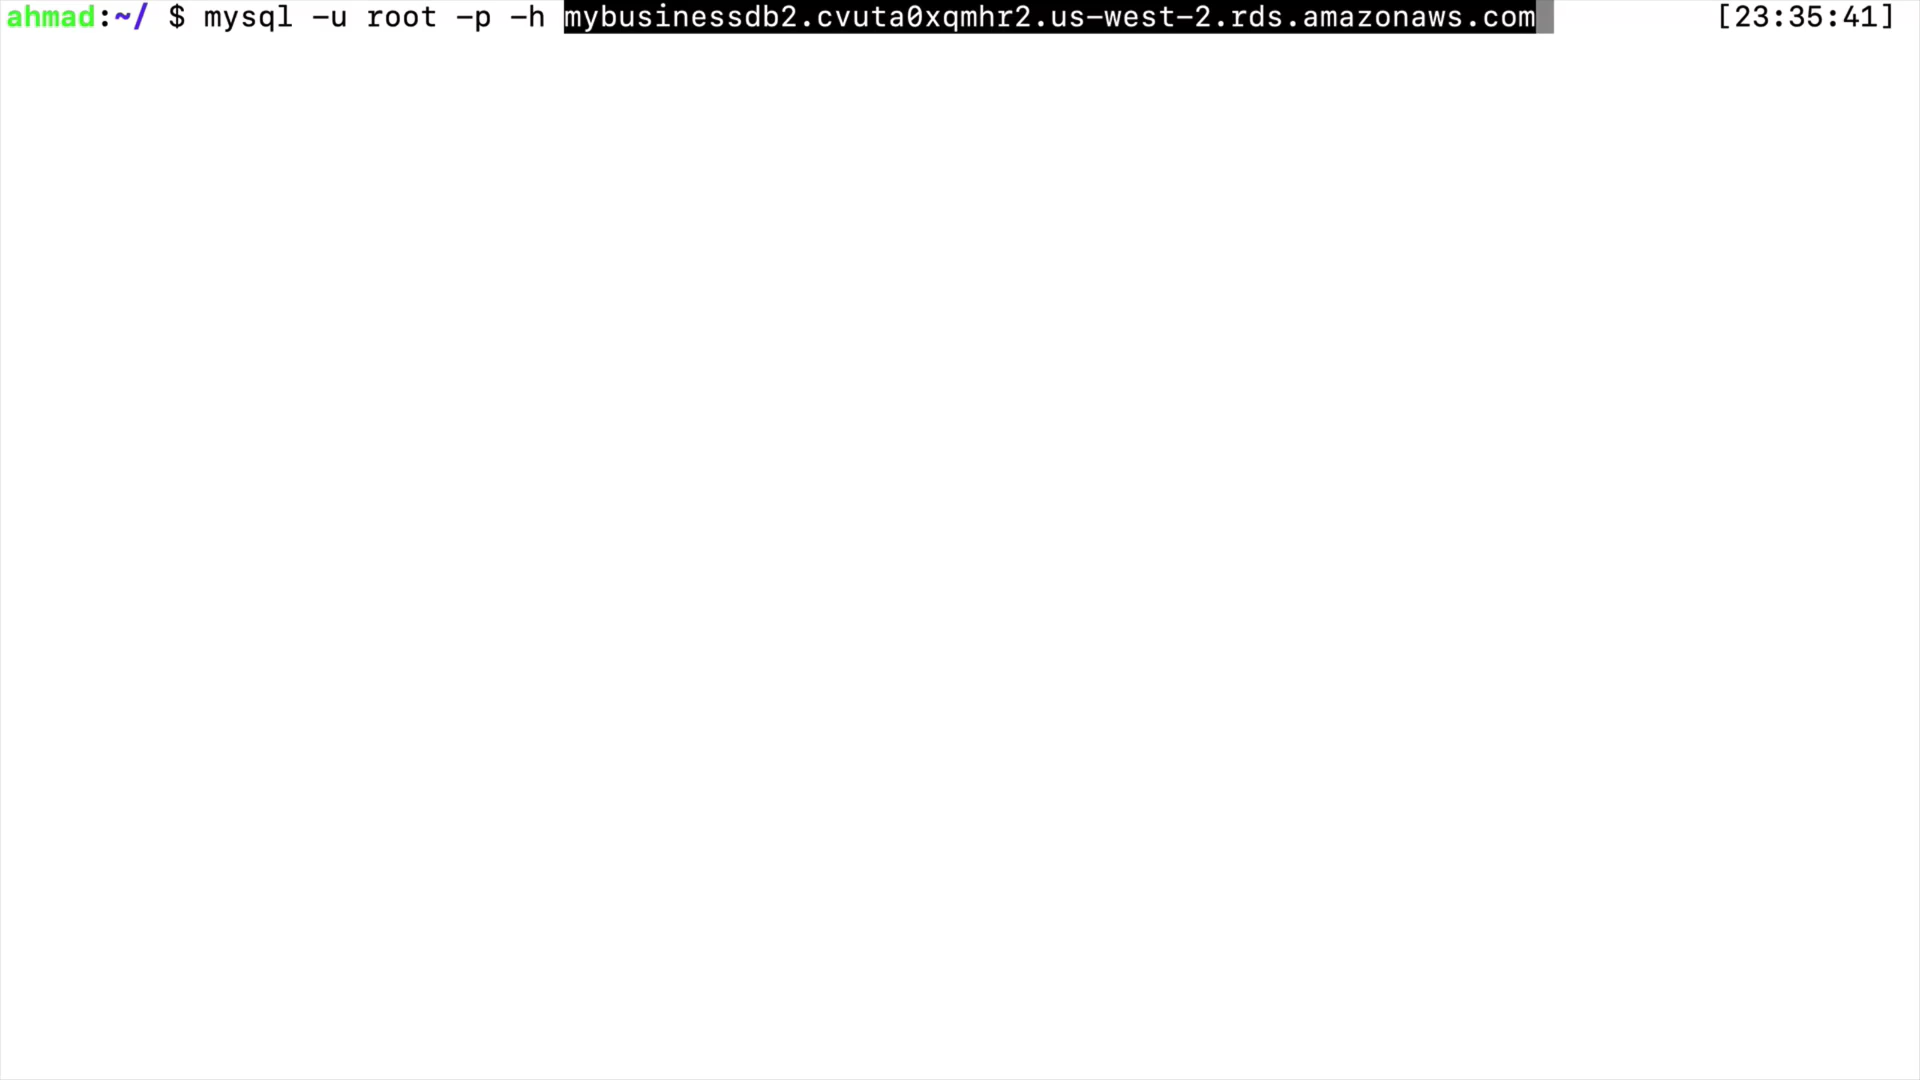 ahmad:~/ $ mysql -u root -p -h mybusinessdb2.cvuta0xqmhr2.us-west-2.rds.amazonaws.com [23:35:41]